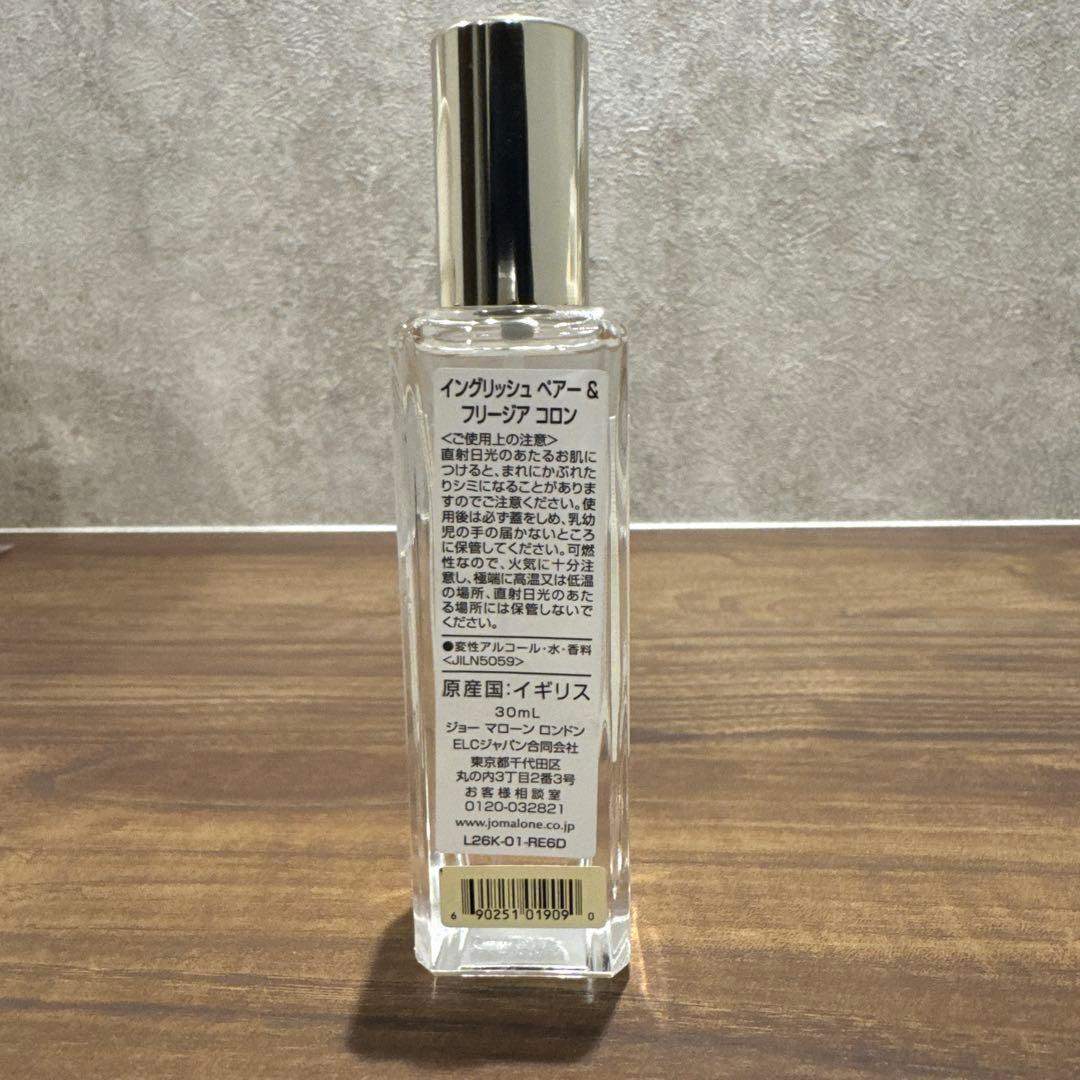 イングリッシュ ペアー &
フリージア コロン
<ご使用上の注意>
直射日光のあたるお肌に
つけると、まれにかぶれた
りシミになることがありま
すのでご注意ください。使
用後は必ず蓋をしめ、乳幼
児の手の届かないところ
に保管してください。可燃
性なので、火気に十分注
意し、極端に高温又は低温
の場所、直射日光のあた
る場所には保管しないで
ください。
●変性アルコール・水・香料
<JILN5059>
原産国:イギリス
30mL
ジョー マローン ロンドン
ELCジャパン合同会社
東京都千代田区
丸の内3丁目2番3号
お客様相談室
0120-032821
www.jomalone.co.jp
L26K-01-RE6D
6 90251 01909 0